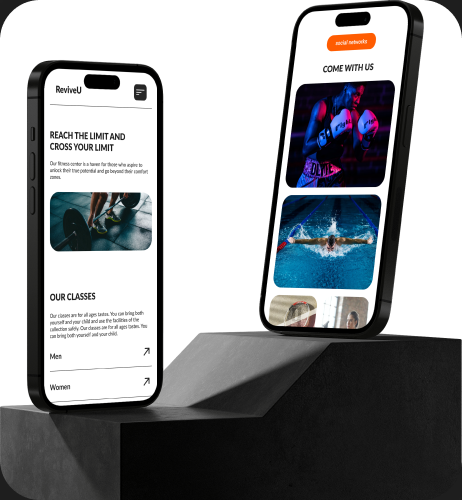 ReviveU
REACH THE LIMIT AND
CROSS YOUR LIMIT
Our fitness center is a haven for those who aspire to
unlock their true potential and go beyond their comfort
zones.
OUR CLASSES
Our classes are for all ages tastes. You can bring both
yourself and your child and use the facilities of the
collection safely. Our classes are for all ages tastes. You
can bring both yourself and your child.
Men
Women
social networks
COME WITH US